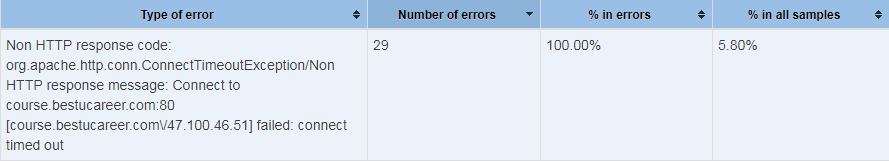 Type of error Number of errors % in errors % in all samples
Non HTTP response code: 29 100.00% 5.80%
org.apache.http.conn.ConnectTimeoutException/Non
HTTP response message: Connect to
course.bestucareer.com:80
[course.bestucareer.com\/47.100.46.51] failed: connect
timed out